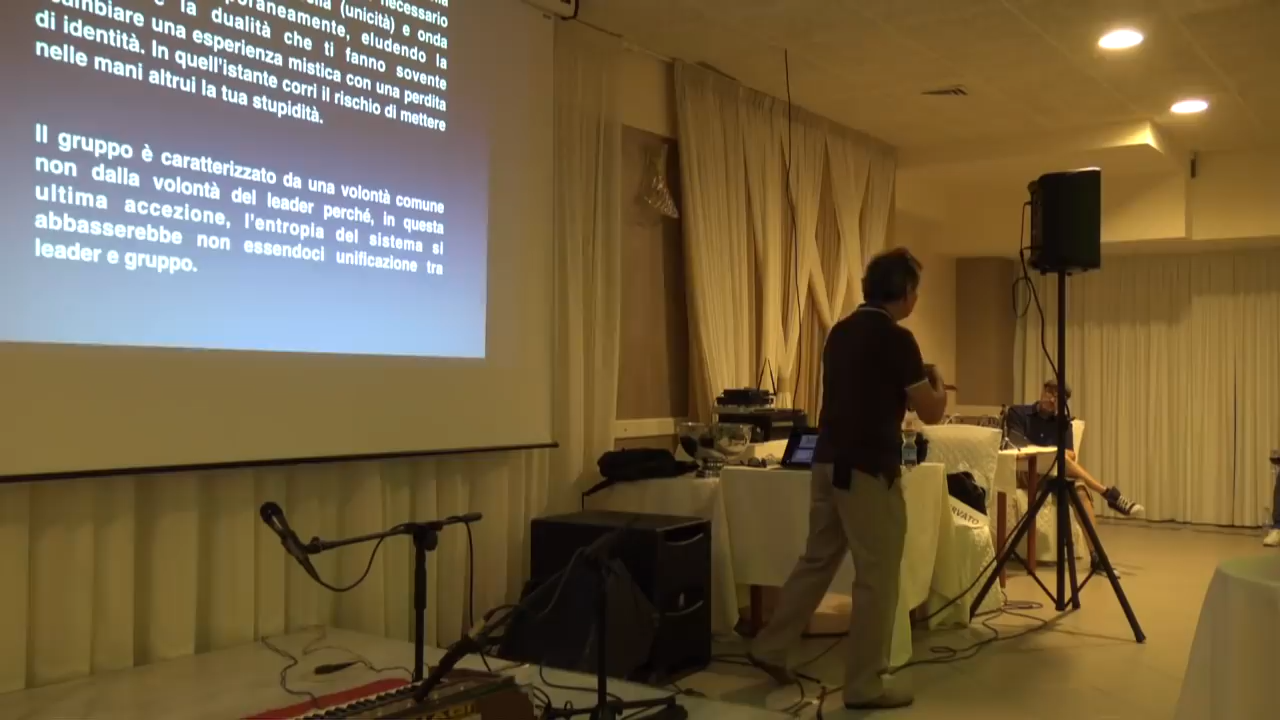 necessario
(unicità) e onda
eludendo la
e la dualità che ti fanno sovente
cambiare una esperienza mistica con una perdita
di identità. In quell'istante corri il rischio di mettere
nelle mani altrui la tua stupidità.
Il gruppo è caratterizzato da una volontà comune
non dalla volontà del leader perché, in questa
ultima accezione, l'entropia del sistema si
abbasserebbe non essendoci unificazione tra
leader e gruppo.
RVATO